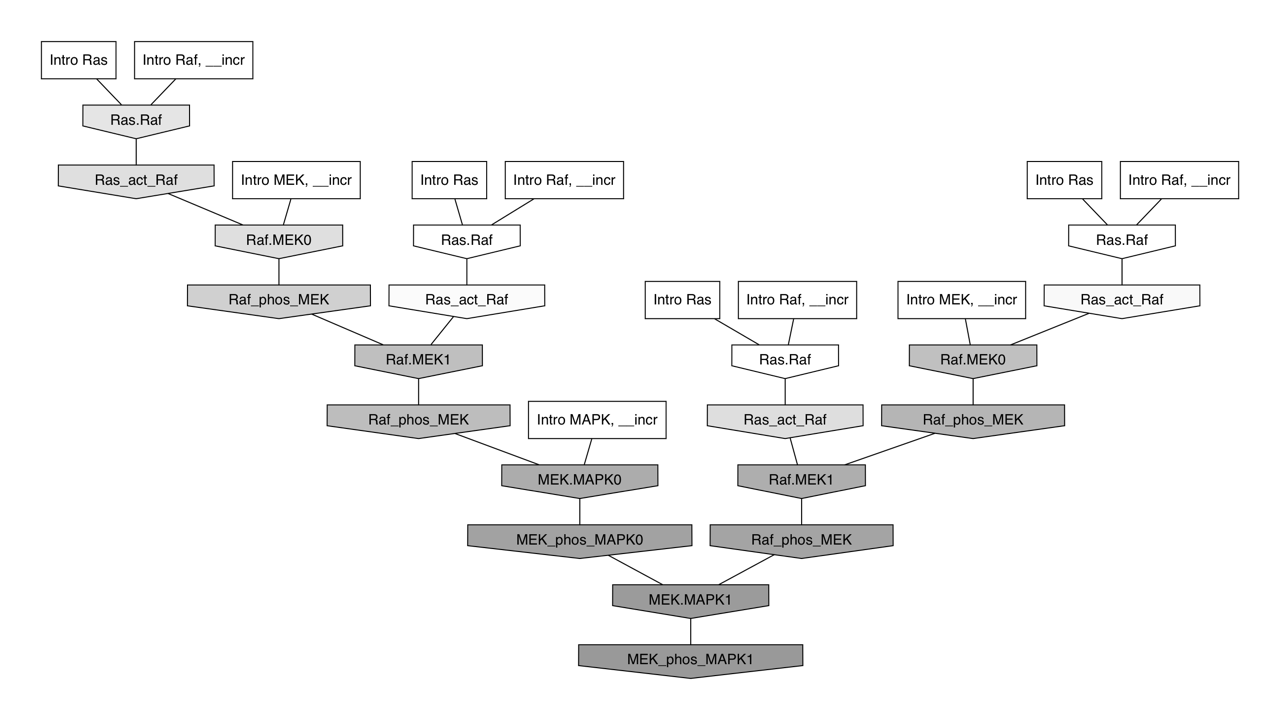 Intro Ras
Intro Raf, __incr
Ras.Raf
Ras_act_Raf
Intro MEK, __incr
Intro Ras
Intro Raf, __incr
Intro Ras
Intro Raf, __incr
Raf.MEK0
Ras.Raf
Ras.Raf
Raf_phos_MEK
Ras_act_Raf
Intro Ras
Intro Raf, __incr
Intro MEK, __incr
Ras_act_Raf
Raf.MEK1
Ras.Raf
Raf.MEK0
Raf_phos_MEK
Intro MAPK, __incr
Ras_act_Raf
Raf_phos_MEK
MEK.MAPK0
Raf.MEK1
MEK_phos_MAPK0
Raf_phos_MEK
MEK.MAPK1
MEK_phos_MAPK1